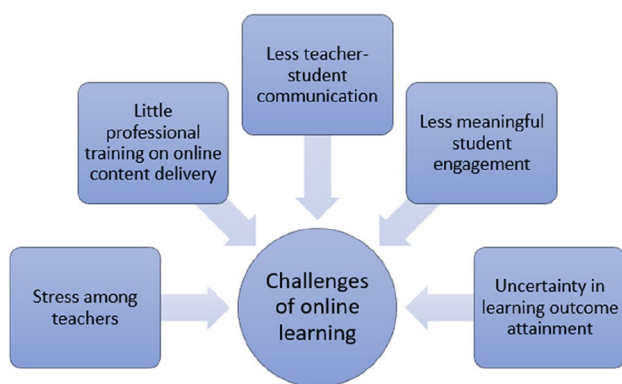 Less teacher-
student
communication
Little
professional
training on online
content delivery
Less meaningful
student
engagement
Stress among
teachers
Challenges
of online
learning
Uncertainty in
learning outcome
attainment